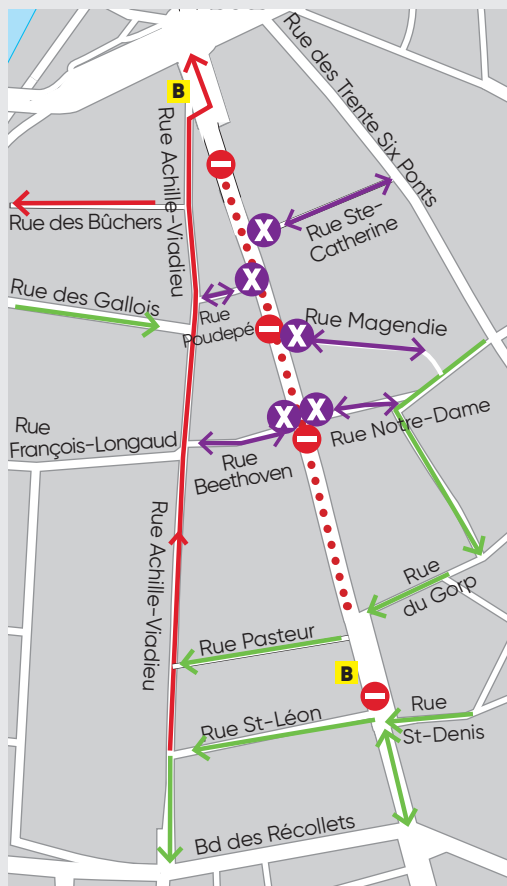 Rue des Trente Six Ponts
B
Rue Achille-Viadieu
Rue des Bûchers
Rue Ste-
Catherine
X
X
Rue des Gallois
Rue
Poudepé
X
Rue Magendie
X
X
Rue Notre-Dame
Rue
François-Longaud
Rue
Beethoven
Rue Achille-Viadieu
Rue
du Gorp
Rue Pasteur
B
Rue St-Léon
Rue
St-Denis
Bd des Récollets